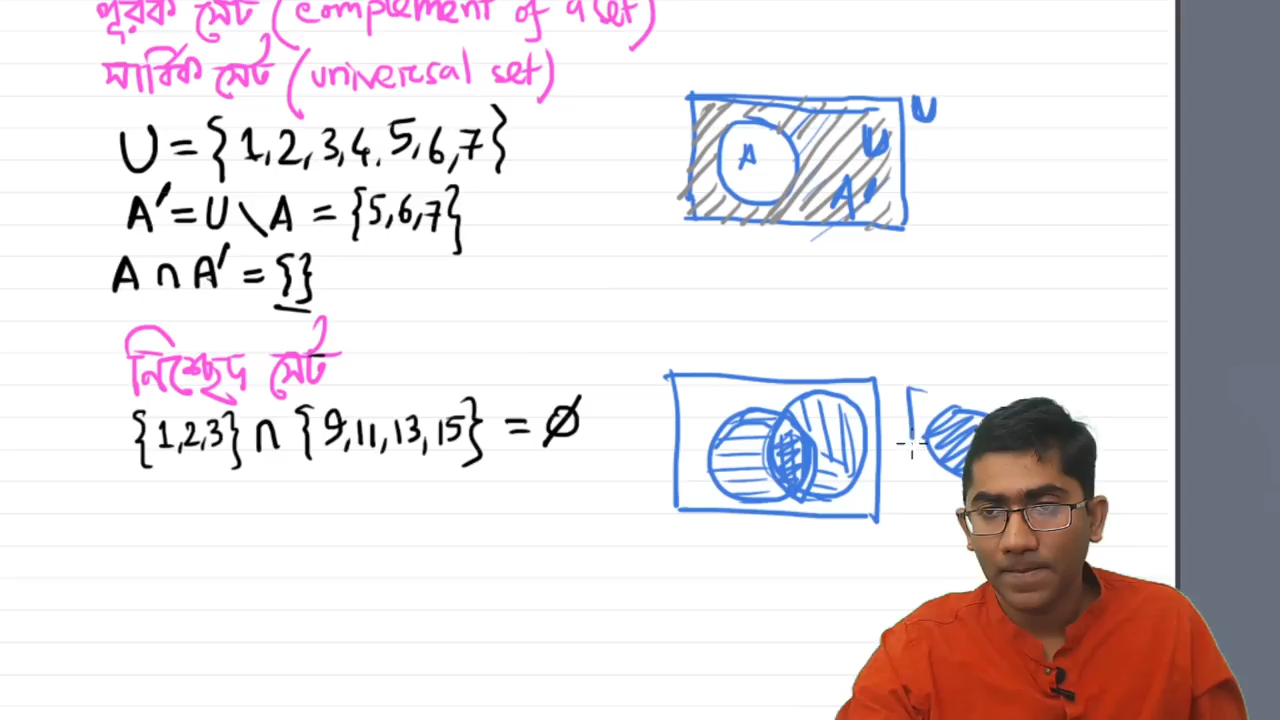 পূরক সেট (complement of a set)
সার্বিক সেট (universal set)
U = {1,2,3,4,5,6,7}
A' = U \ A = {5,6,7}
A ∩ A' = {}
নিশ্ছেদ সেট
{1,2,3} ∩ {9,11,13,15} = ∅
U
A
U
A'